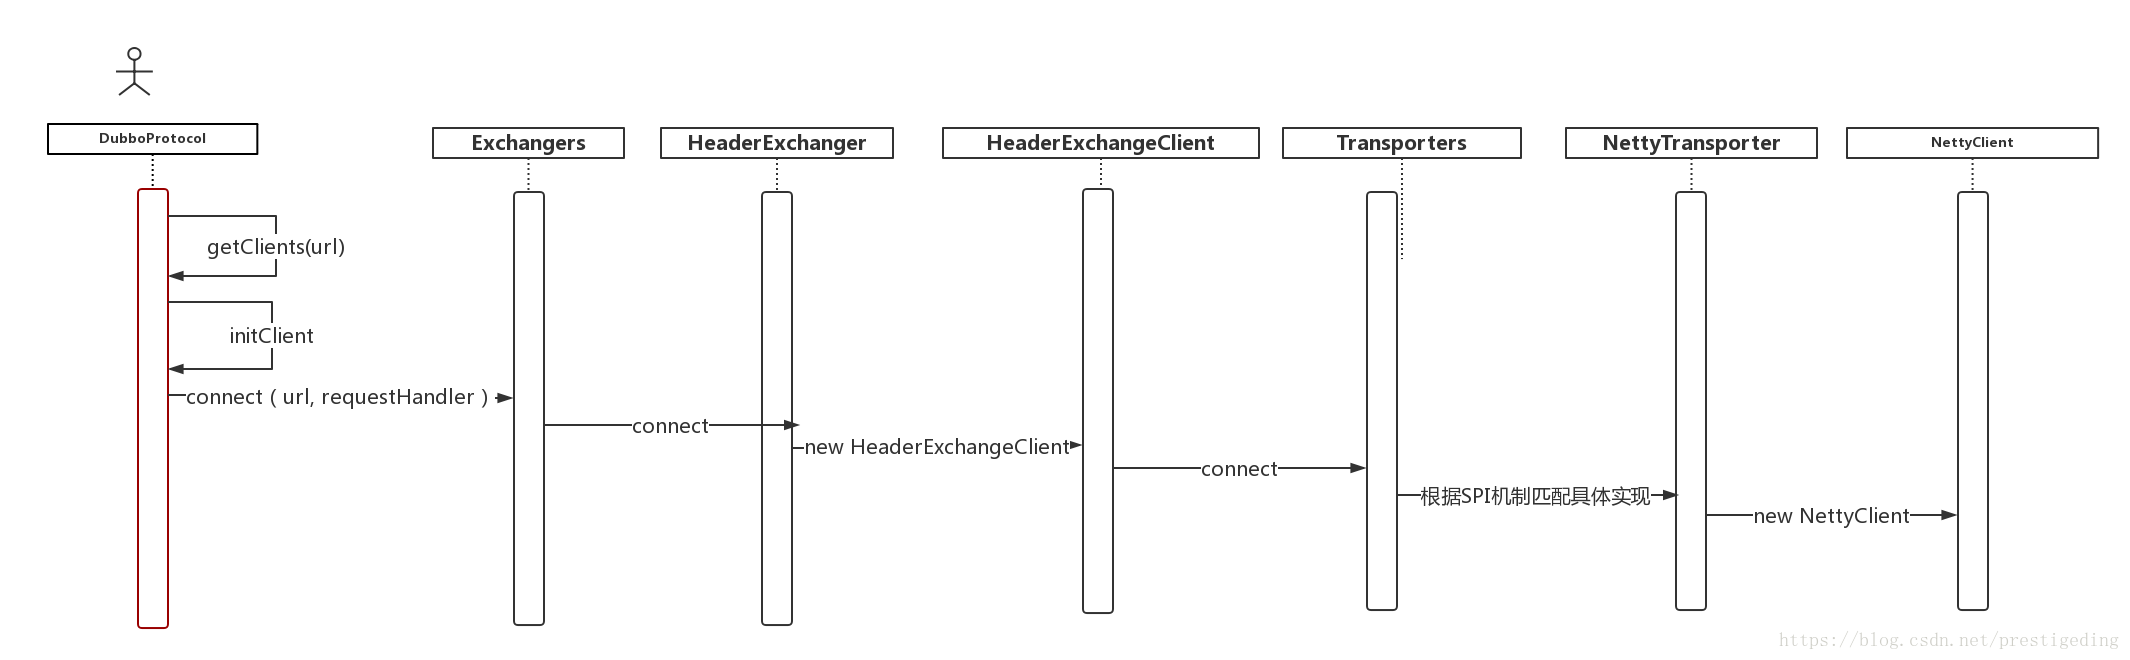 DubboProtocol
Exchangers
HeaderExchanger
HeaderExchangeClient
Transporters
NettyTransporter
NettyClient
getClients(url)
initClient
connect ( url, requestHandler )
connect
new HeaderExchangeClient
connect
根据SPI机制匹配具体实现
new NettyClient
https://blog.csdn.net/prestigeding